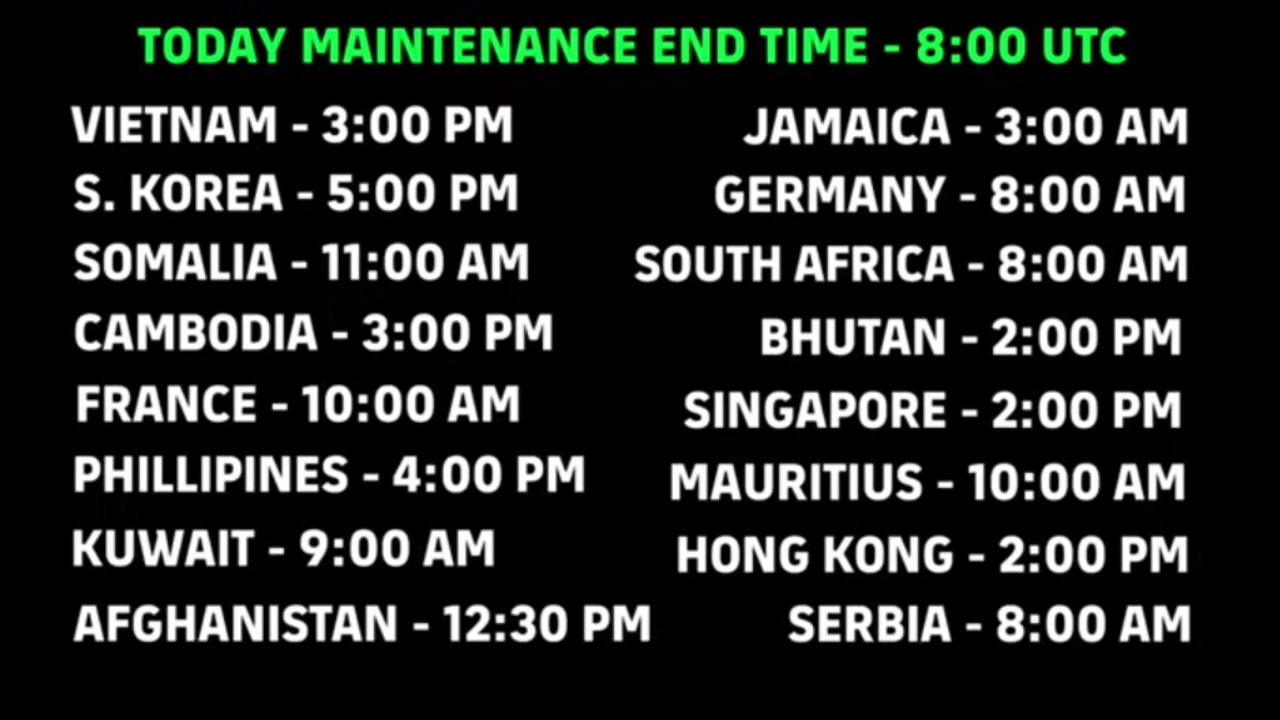 TODAY MAINTENANCE END TIME - 8:00 UTC
VIETNAM - 3:00 PM
S. KOREA - 5:00 PM
SOMALIA - 11:00 AM
CAMBODIA - 3:00 PM
FRANCE - 10:00 AM
PHILLIPINES - 4:00 PM
KUWAIT - 9:00 AM
AFGHANISTAN - 12:30 PM
JAMAICA - 3:00 AM
GERMANY - 8:00 AM
SOUTH AFRICA - 8:00 AM
BHUTAN - 2:00 PM
SINGAPORE - 2:00 PM
MAURITIUS - 10:00 AM
HONG KONG - 2:00 PM
SERBIA - 8:00 AM